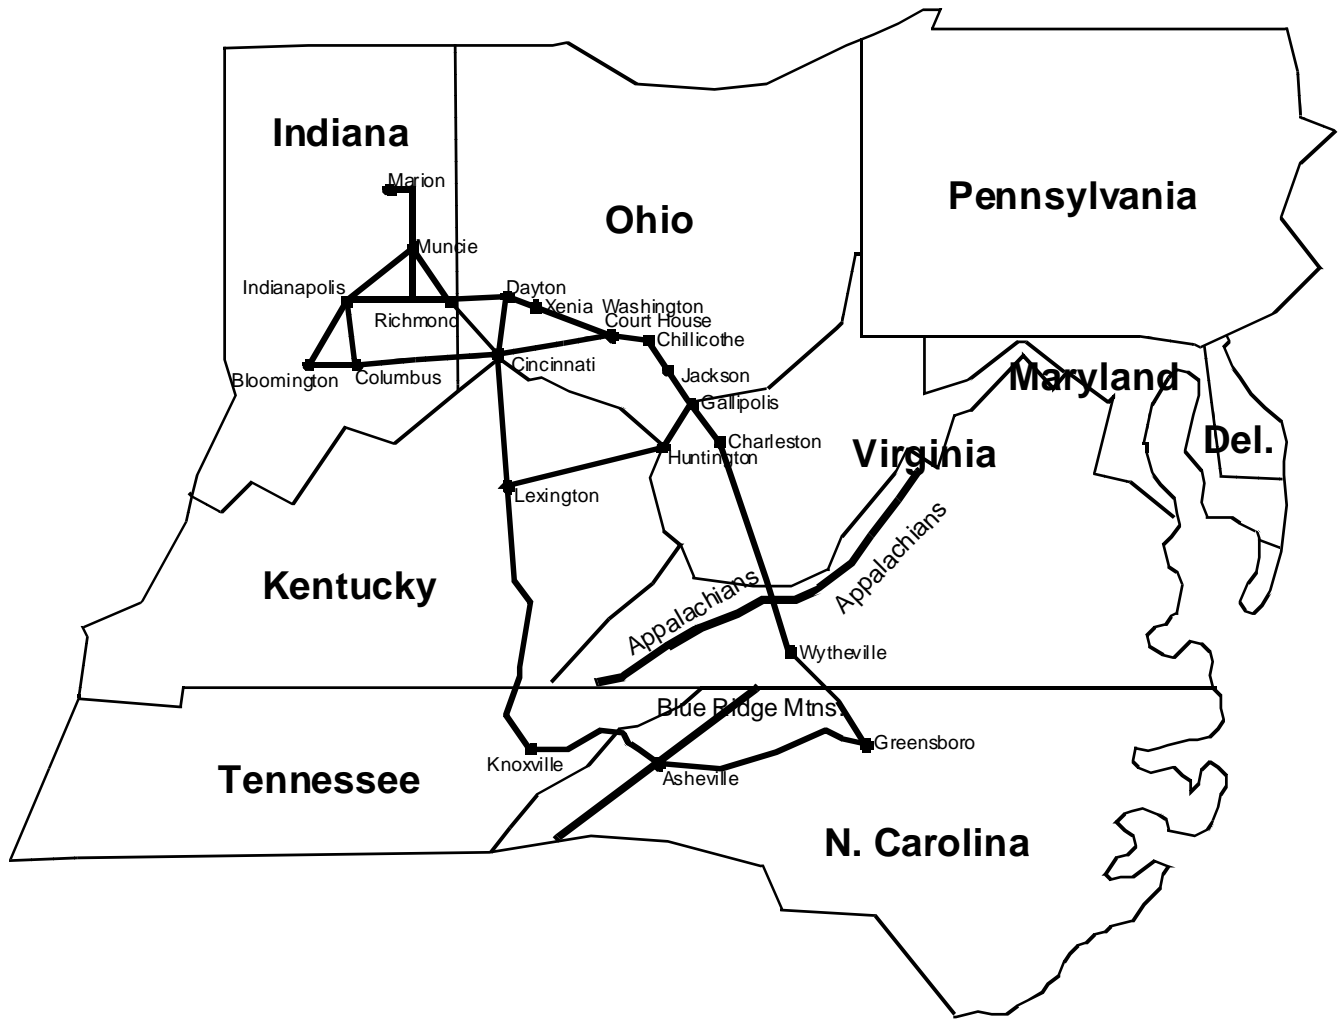 Indiana
Marion
Ohio
Pennsylvania
Muncie
Indianapolis
Dayton
Xenia
Washington
Court House
Richmond
Chillicothe
Cincinnati
Jackson
Bloomington
Columbus
Maryland
Gallipolis
Charleston
Huntington
Virginia
Del.
Lexington
Appalachians
Appalachians
Kentucky
Wytheville
Blue Ridge Mtns.
Greensboro
Knoxville
Asheville
Tennessee
N. Carolina